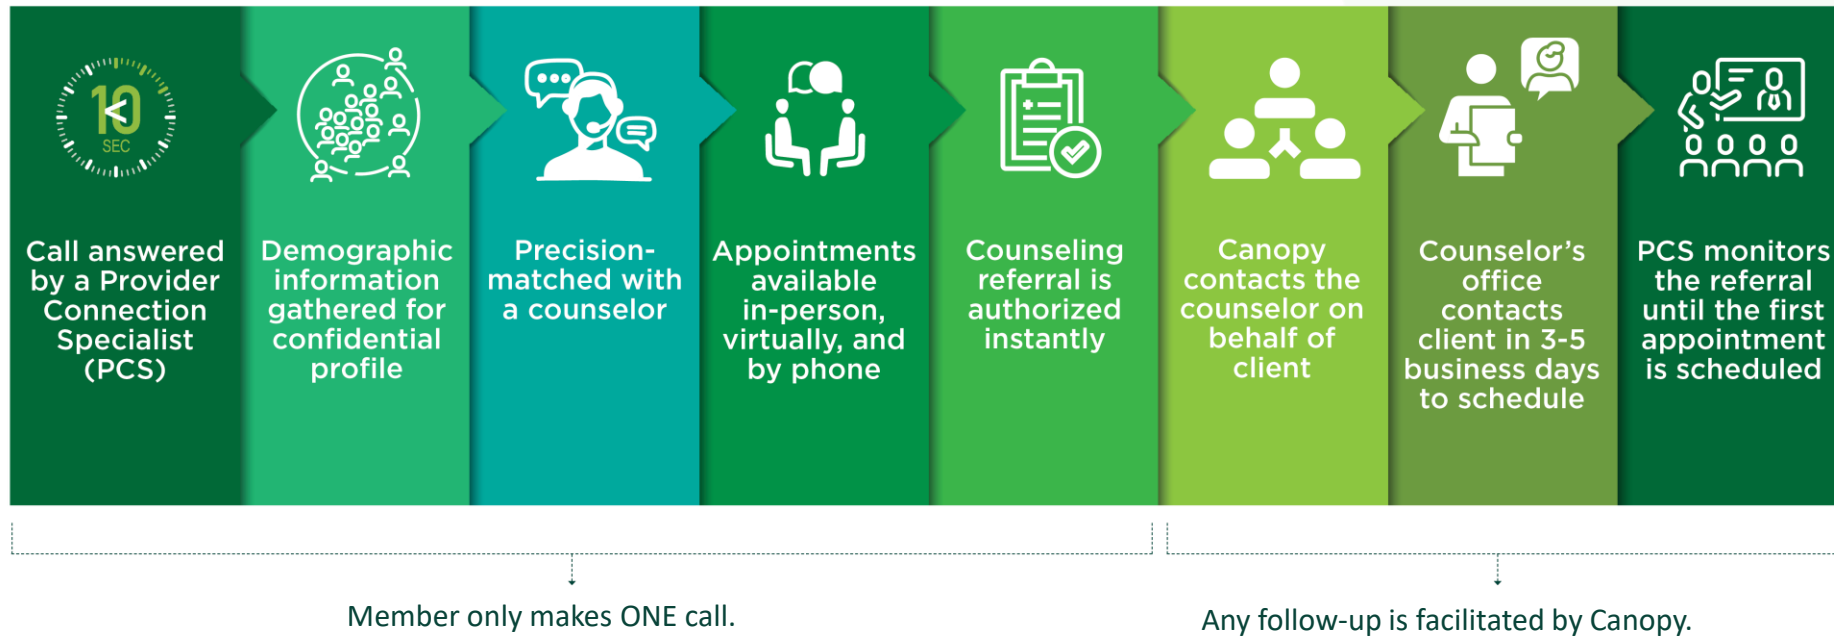 <10
SEC
Call answered
by a Provider
Connection
Specialist
(PCS)
Demographic
information
gathered for
confidential
profile
Precision-
matched with
a counselor
Appointments
available
in-person,
virtually, and
by phone
Counseling
referral is
authorized
instantly
Canopy
contacts the
counselor on
behalf of
client
Counselor's
office
contacts
client in 3-5
business days
to schedule
PCS monitors
the referral
until the first
appointment
is scheduled
Member only makes ONE call.
Any follow-up is facilitated by Canopy.